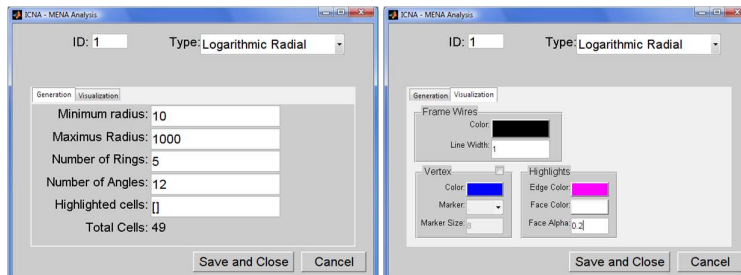 ICNA - MENA Analysis
ID: 1 Type: Logarithmic Radial
Generation Visualization
Minimum radius: 10
Maximus Radius: 1000
Number of Rings: 5
Number of Angles: 12
Highlighted cells: []
Total Cells: 49
Save and Close Cancel
ICNA - MENA Analysis
ID: 1 Type: Logarithmic Radial
Generation Visualization
Frame Wires
Color:
Line Width: 1
Vertex
Color:
Marker:
Marker Size: 8
Highlights
Edge Color:
Face Color:
Face Alpha: 0.2
Save and Close Cancel